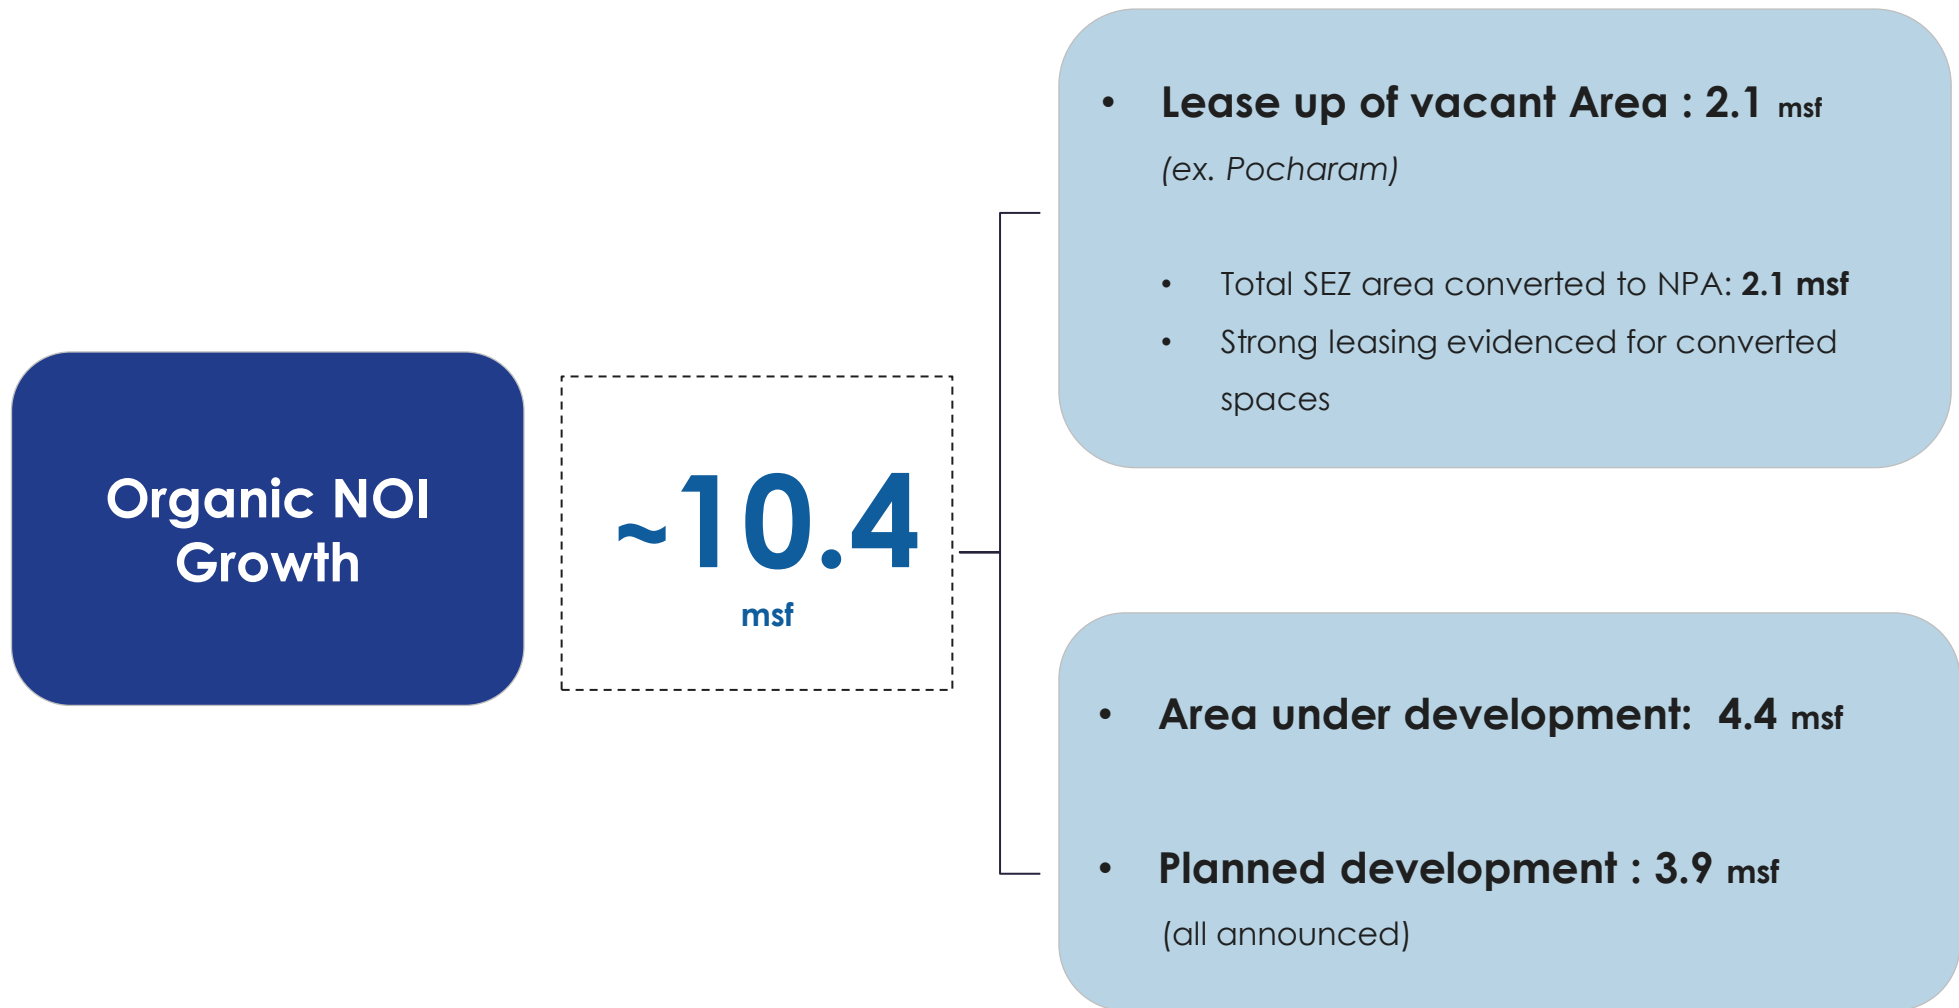 Organic NOI
Growth
~10.4
msf
• Lease up of vacant Area : 2.1 msf
(ex. Pocharam)
• Total SEZ area converted to NPA: 2.1 msf
• Strong leasing evidenced for converted
spaces
• Area under development: 4.4 msf
• Planned development : 3.9 msf
(all announced)